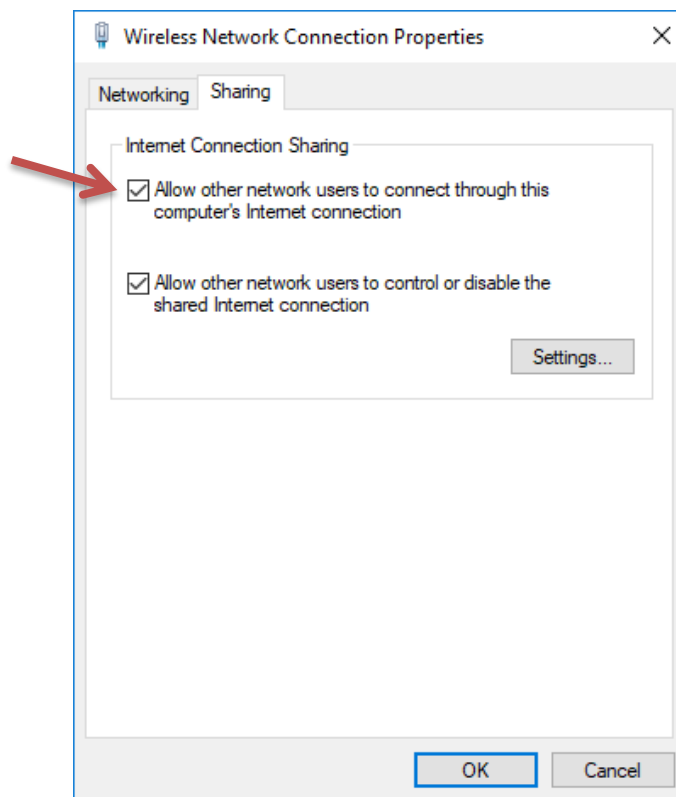 Wireless Network Connection Properties
Networking
Sharing
Internet Connection Sharing
Allow other network users to connect through this
computer's Internet connection
Allow other network users to control or disable the
shared Internet connection
Settings...
OK
Cancel